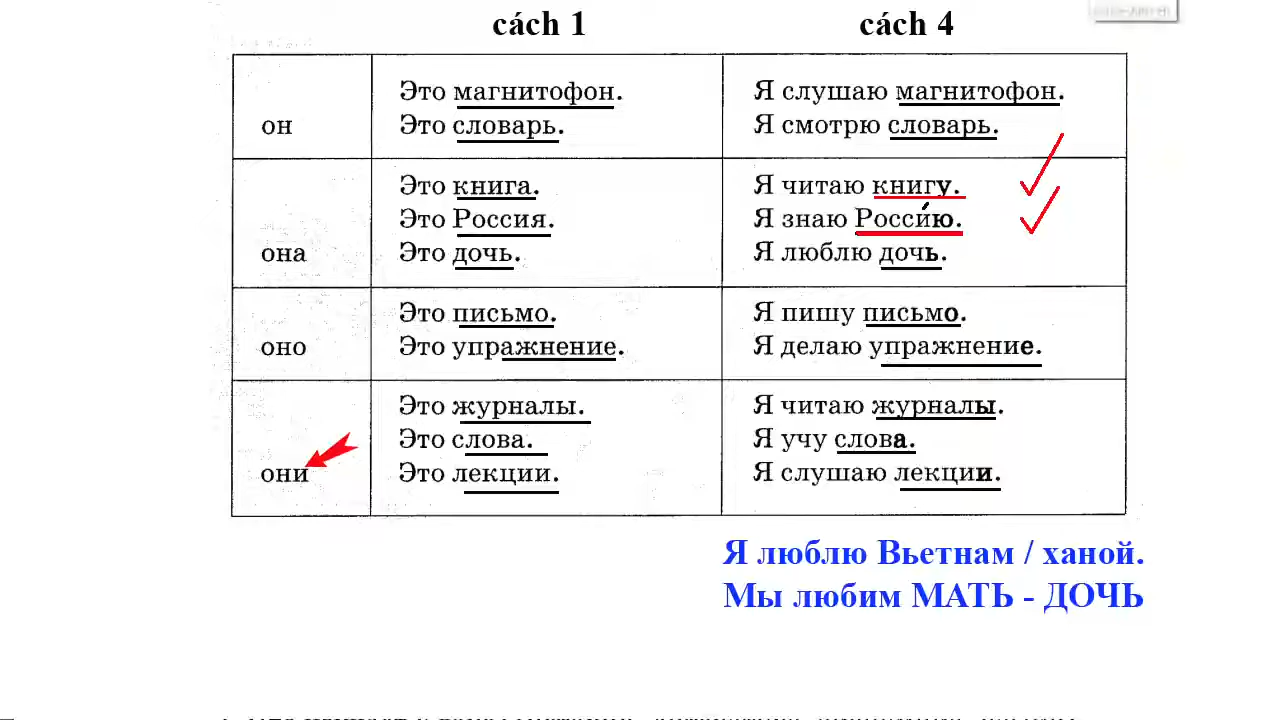 cách 1
cách 4
он
Это магнитофон.
Это словарь.
Я слушаю магнитофон.
Я смотрю словарь.
она
Это книга.
Это Россия.
Это дочь.
Я читаю книгу.
Я знаю Росси́ю.
Я люблю дочь.
оно
Это письмо.
Это упражнение.
Я пишу письмо.
Я делаю упражнение.
они
Это журналы.
Это слова.
Это лекции.
Я читаю журналы.
Я учу слова.
Я слушаю лекции.
Я люблю Вьетнам / ханой.
Мы любим МАТЬ - ДОЧЬ